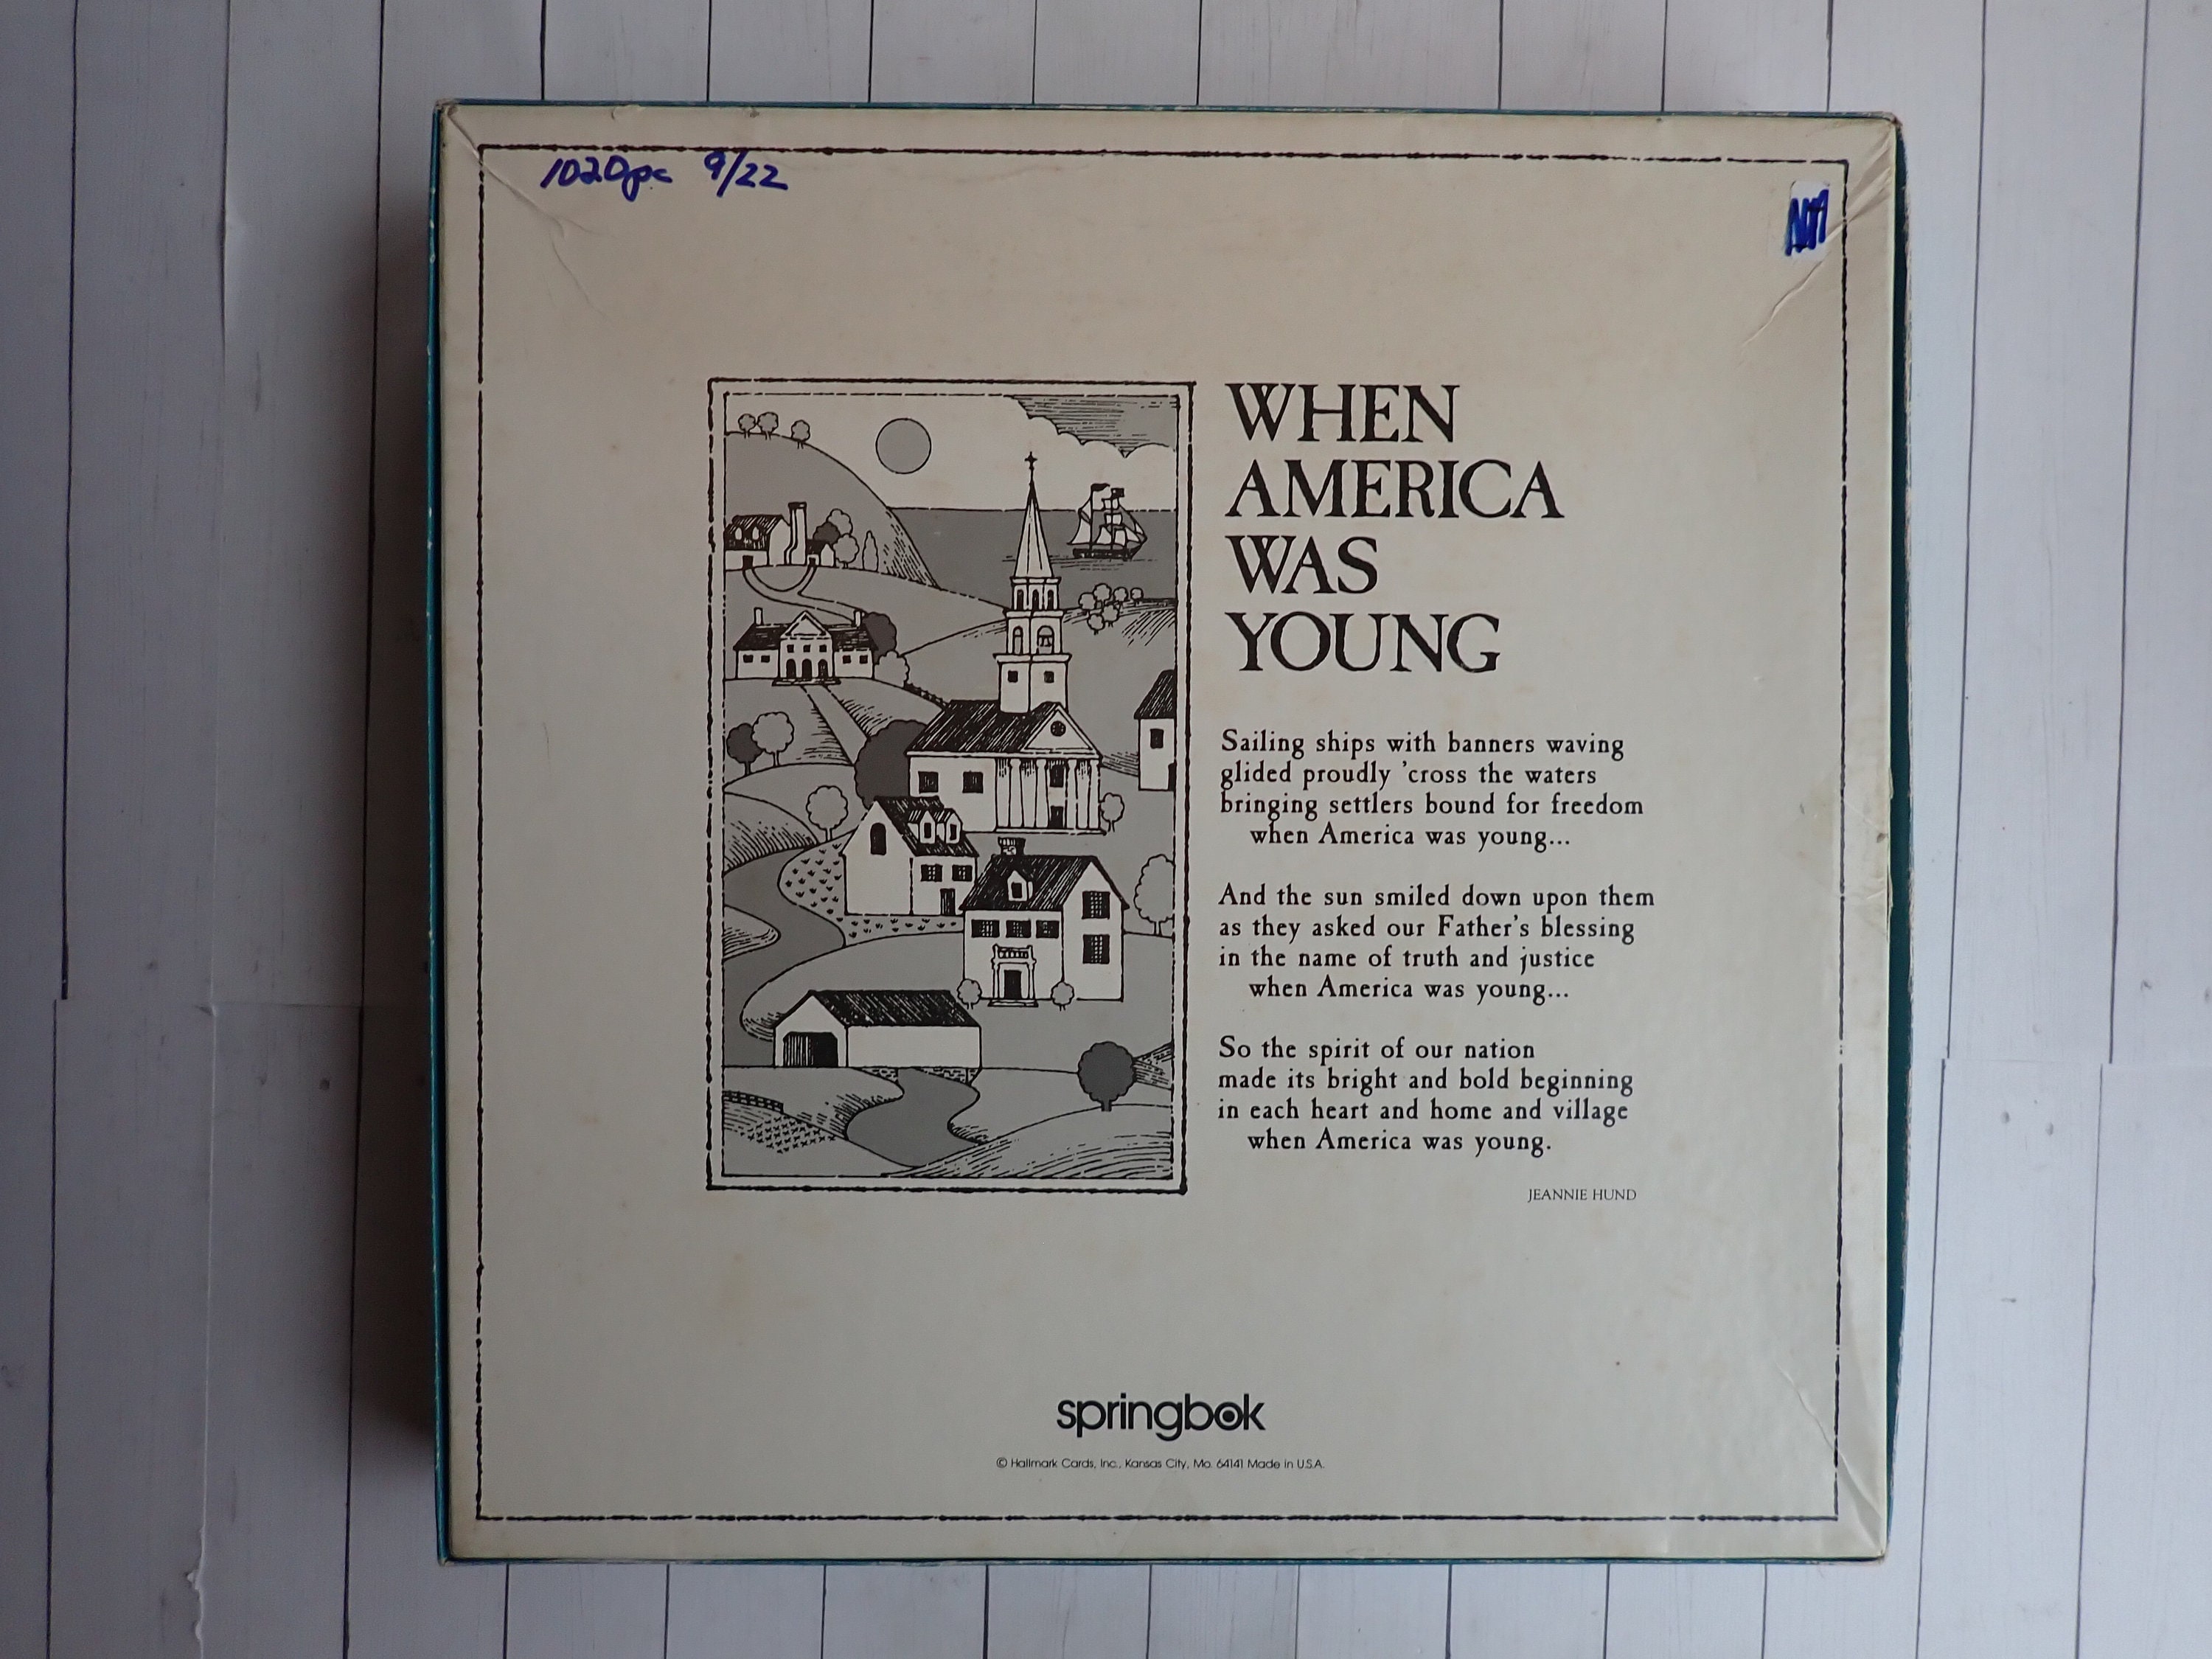 1020pc 9/22
WHEN
AMERICA
WAS
YOUNG
Sailing ships with banners waving
glided proudly 'cross the waters
bringing settlers bound for freedom
when America was young...
And the sun smiled down upon them
as they asked our Father's blessing
in the name of truth and justice
when America was young...
So the spirit of our nation
made its bright and bold beginning
in each heart and home and village
when America was young.
JEANNIE HUND
springbok
© Hallmark Cards, Inc., Kansas City, Mo. 64141 Made in U.S.A.